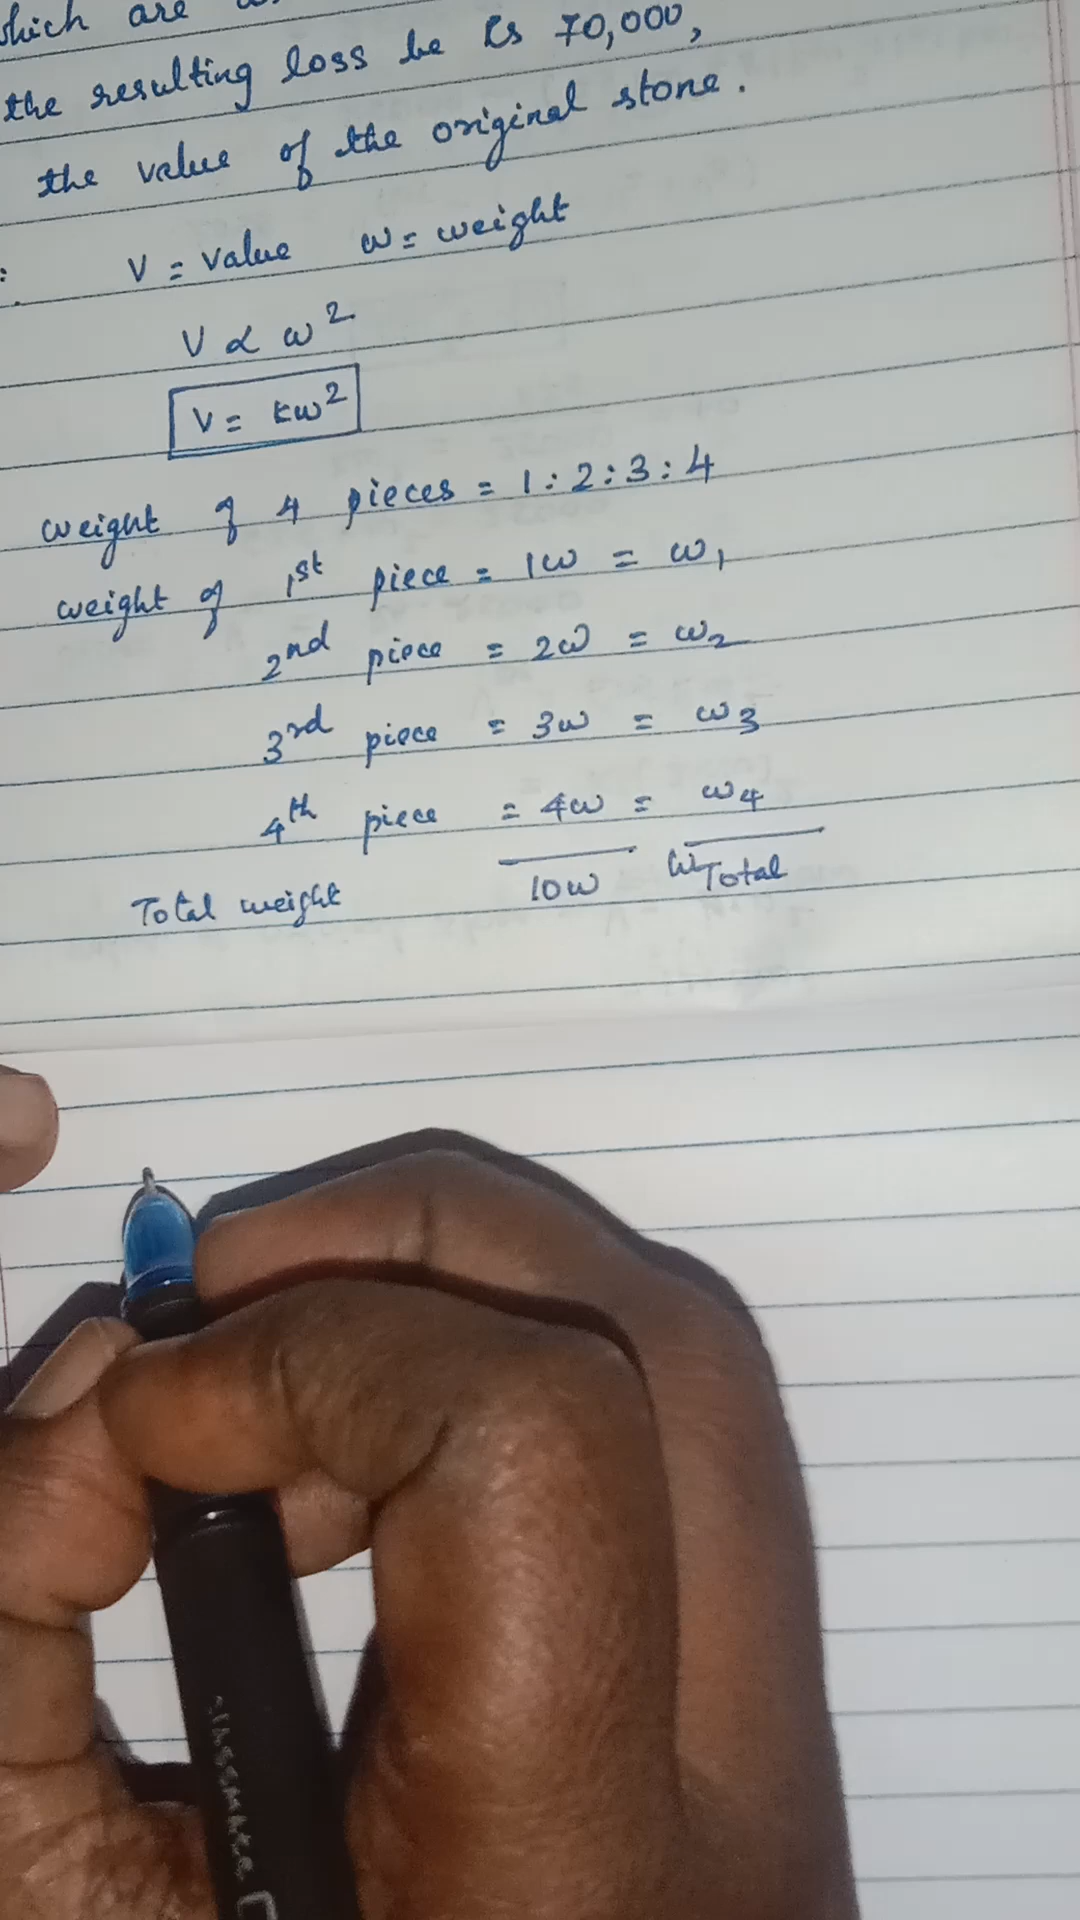 which are
the resulting loss be Rs 70,000,
the value of the original stone.
: V = value w = weight
V ∝ w²
V = kw²
weight of 4 pieces = 1:2:3:4
weight of 1st piece = 1w = w₁
2nd piece = 2w = w₂
3rd piece = 3w = w₃
4th piece = 4w = w₄
Total weight 10w wTotal
classmate